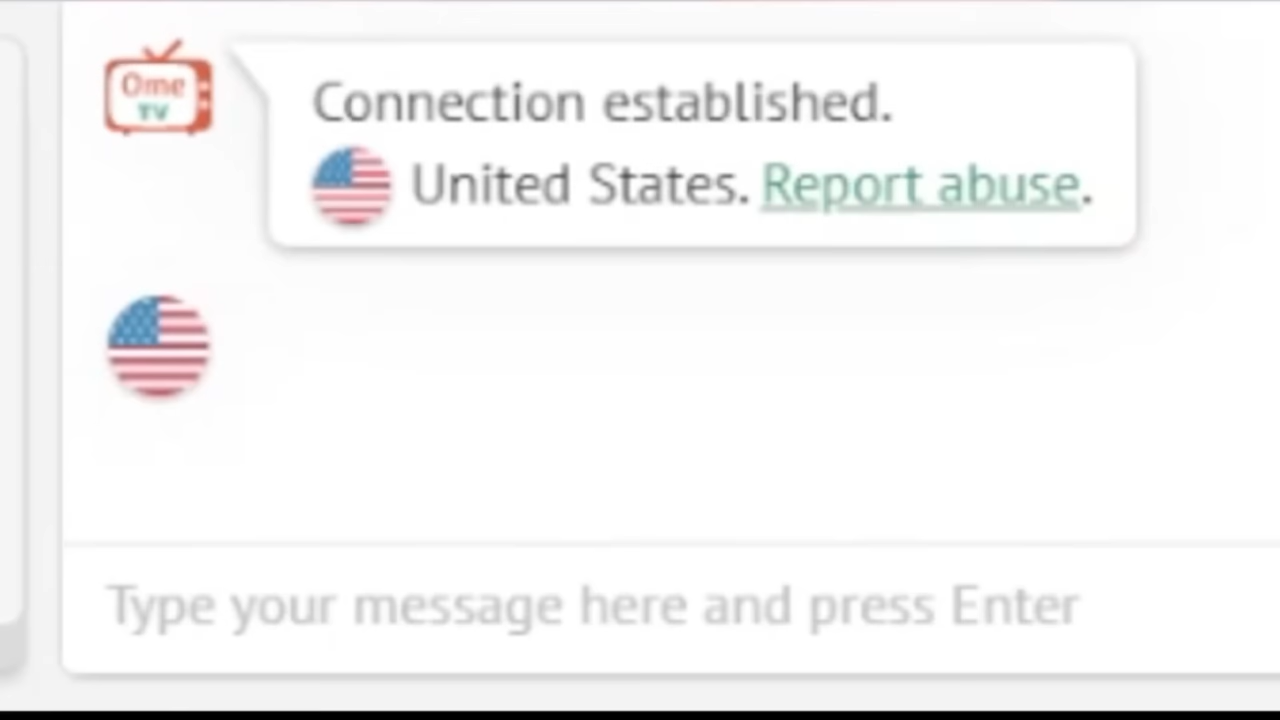 Ome
TV
Connection established.
United States. Report abuse.
Type your message here and press Enter